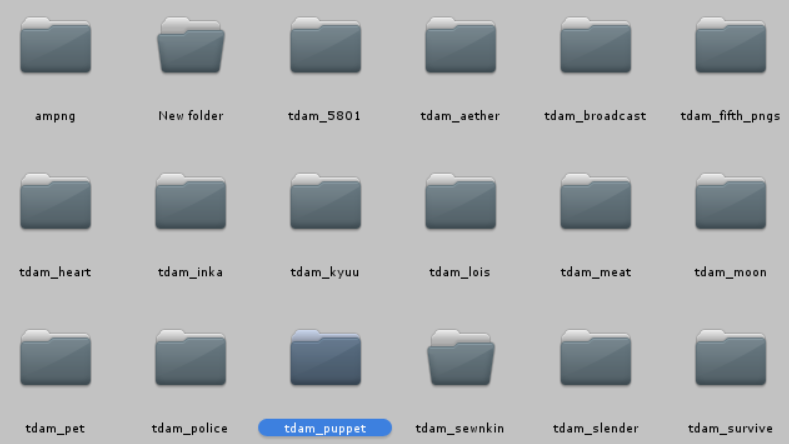 ampng New folder tdam_5801 tdam_aether tdam_broadcast tdam_fifth_pngs
tdam_heart tdam_inka tdam_kyuu tdam_lois tdam_meat tdam_moon
tdam_pet tdam_police tdam_puppet tdam_sewnkin tdam_slender tdam_survive